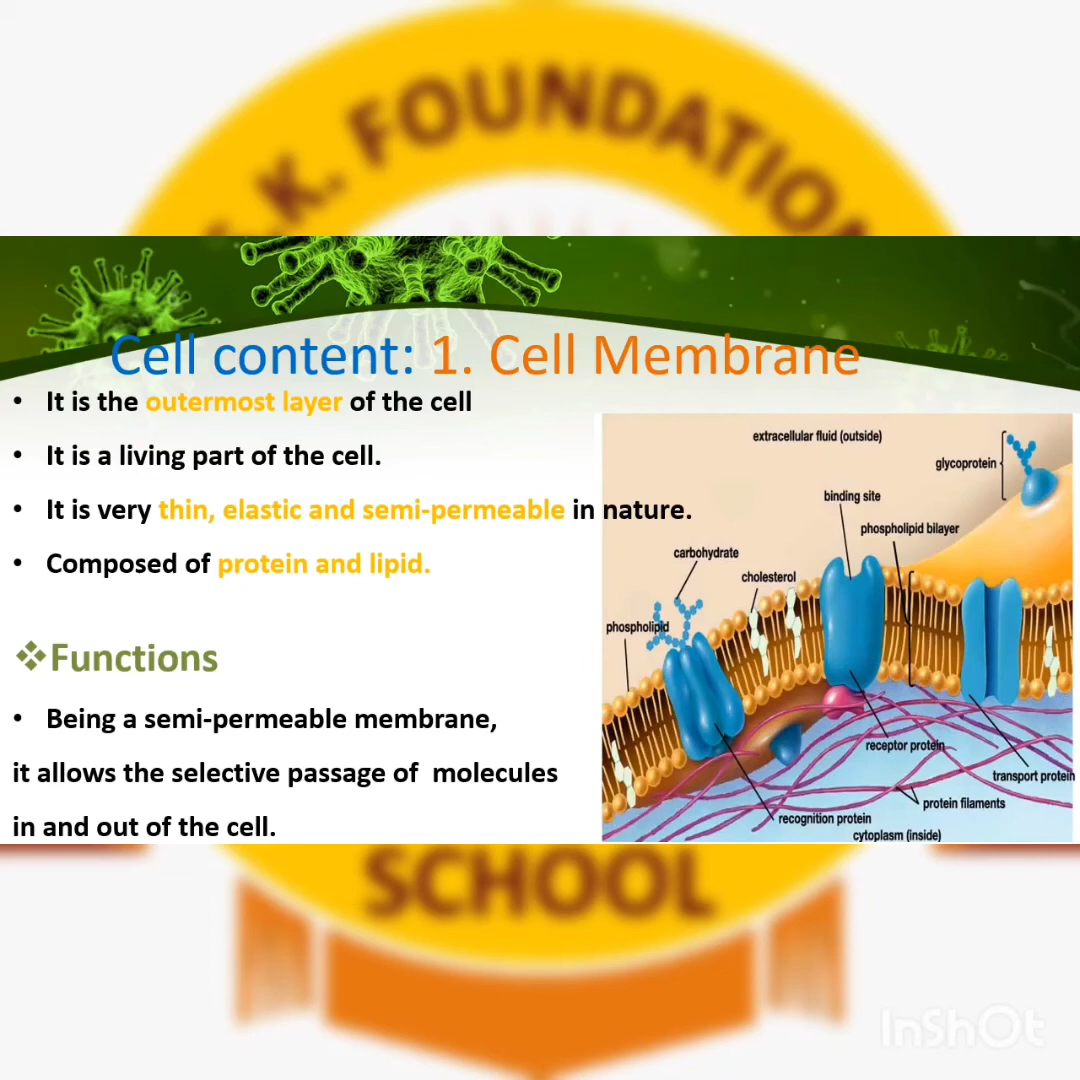 .K. FOUNDATION
Cell content: 1. Cell Membrane
• It is the outermost layer of the cell
• It is a living part of the cell.
• It is very thin, elastic and semi-permeable in nature.
• Composed of protein and lipid.
❖Functions
• Being a semi-permeable membrane,
it allows the selective passage of molecules
in and out of the cell.
extracellular fluid (outside)
glycoprotein
binding site
phospholipid bilayer
carbohydrate
cholesterol
phospholipid
receptor protein
transport protein
protein filaments
recognition protein
cytoplasm (inside)
SCHOOL
InShOt